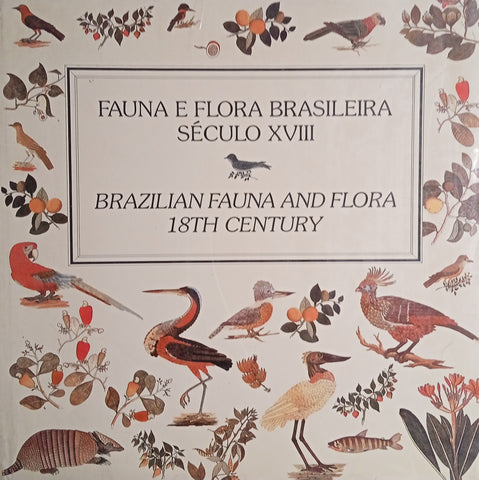 FAUNA E FLORA BRASILEIRA
SÉCULO XVIII
BRAZILIAN FAUNA AND FLORA
18TH CENTURY